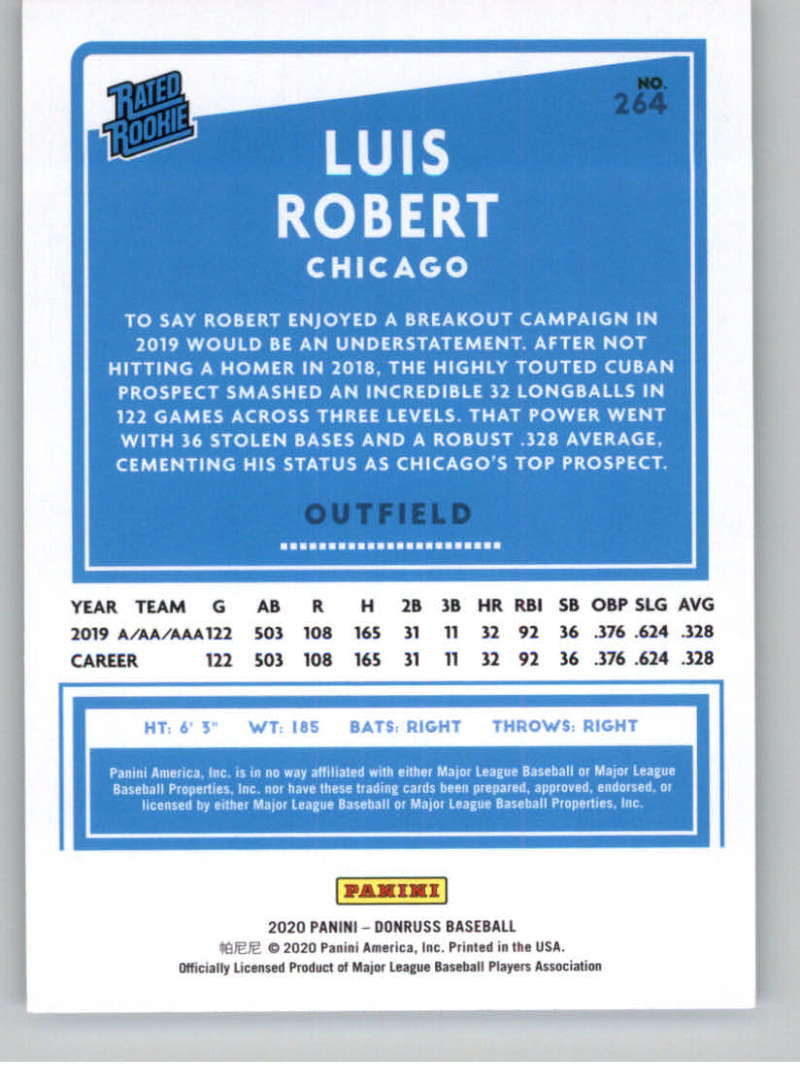 RATED
ROOKIE
NO.
264
LUIS
ROBERT
CHICAGO
TO SAY ROBERT ENJOYED A BREAKOUT CAMPAIGN IN
2019 WOULD BE AN UNDERSTATEMENT. AFTER NOT
HITTING A HOMER IN 2018, THE HIGHLY TOUTED CUBAN
PROSPECT SMASHED AN INCREDIBLE 32 LONGBALLS IN
122 GAMES ACROSS THREE LEVELS. THAT POWER WENT
WITH 36 STOLEN BASES AND A ROBUST .328 AVERAGE,
CEMENTING HIS STATUS AS CHICAGO'S TOP PROSPECT.
OUTFIELD
YEAR TEAM G AB R H 2B 3B HR RBI SB OBP SLG AVG
2019 A/AA/AAA 122 503 108 165 31 11 32 92 36 .376 .624 .328
CAREER 122 503 108 165 31 11 32 92 36 .376 .624 .328
HT: 6' 3" WT: 185 BATS: RIGHT THROWS: RIGHT
Panini America, Inc. is in no way affiliated with either Major League Baseball or Major League
Baseball Properties, Inc. nor have these trading cards been prepared, approved, endorsed, or
licensed by either Major League Baseball or Major League Baseball Properties, Inc.
PANINI
2020 PANINI – DONRUSS BASEBALL
帕尼尼 © 2020 Panini America, Inc. Printed in the USA.
Officially Licensed Product of Major League Baseball Players Association